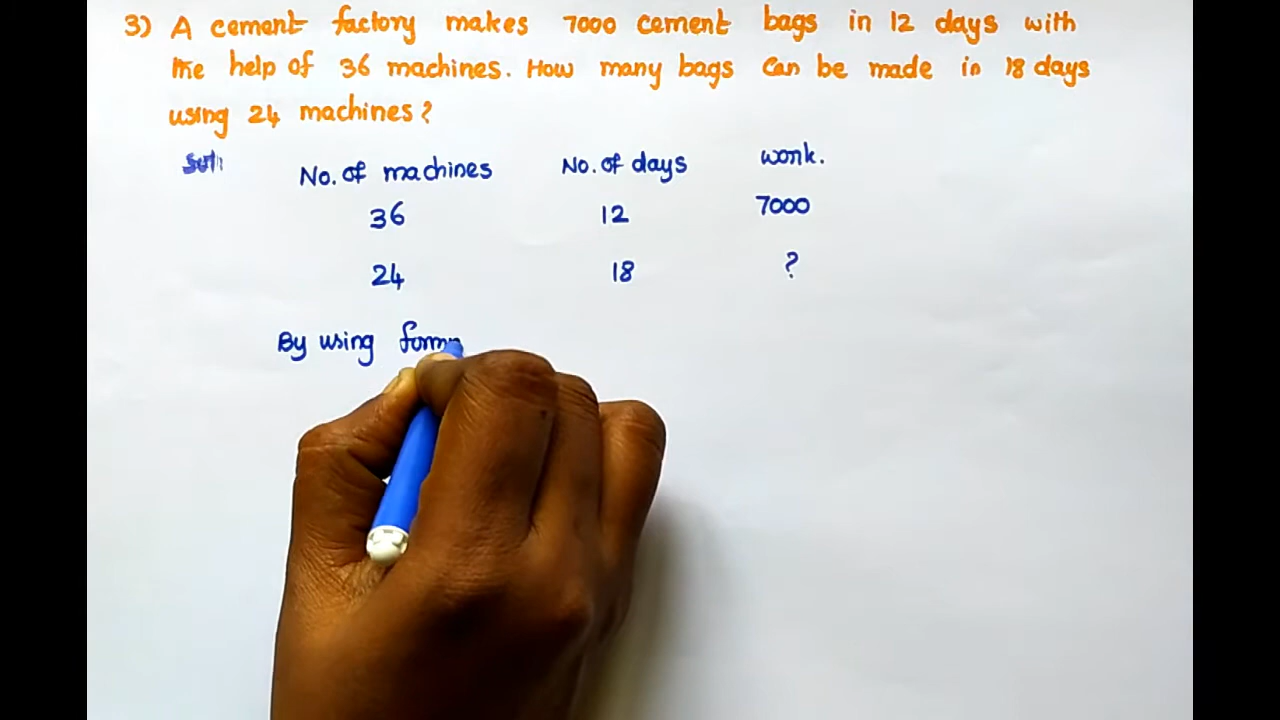 3) A cement factory makes 7000 cement bags in 12 days with
the help of 36 machines. How many bags can be made in 18 days
using 24 machines?
Sol:
No. of machines No. of days work.
36 12 7000
24 18 ?
By using form